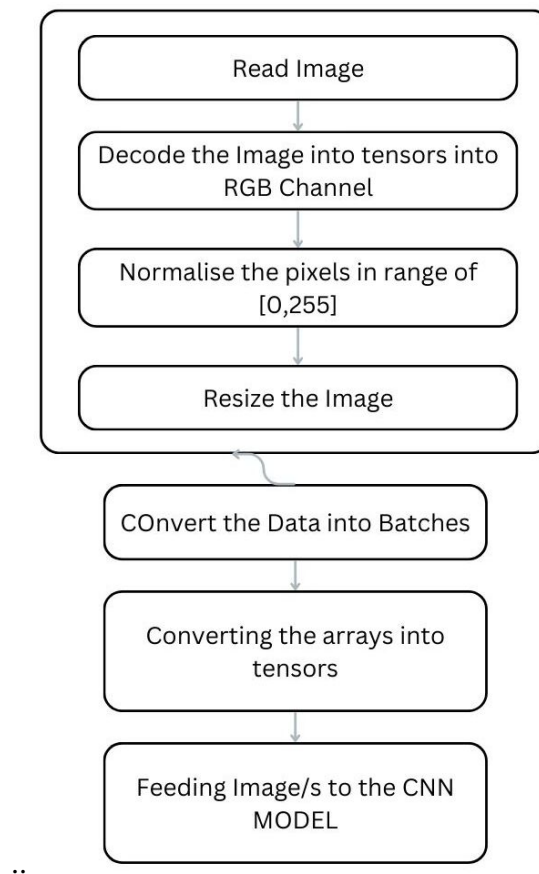 Read Image
Decode the Image into tensors into
RGB Channel
Normalise the pixels in range of
[0,255]
Resize the Image
COnvert the Data into Batches
Converting the arrays into
tensors
Feeding Image/s to the CNN
MODEL
..